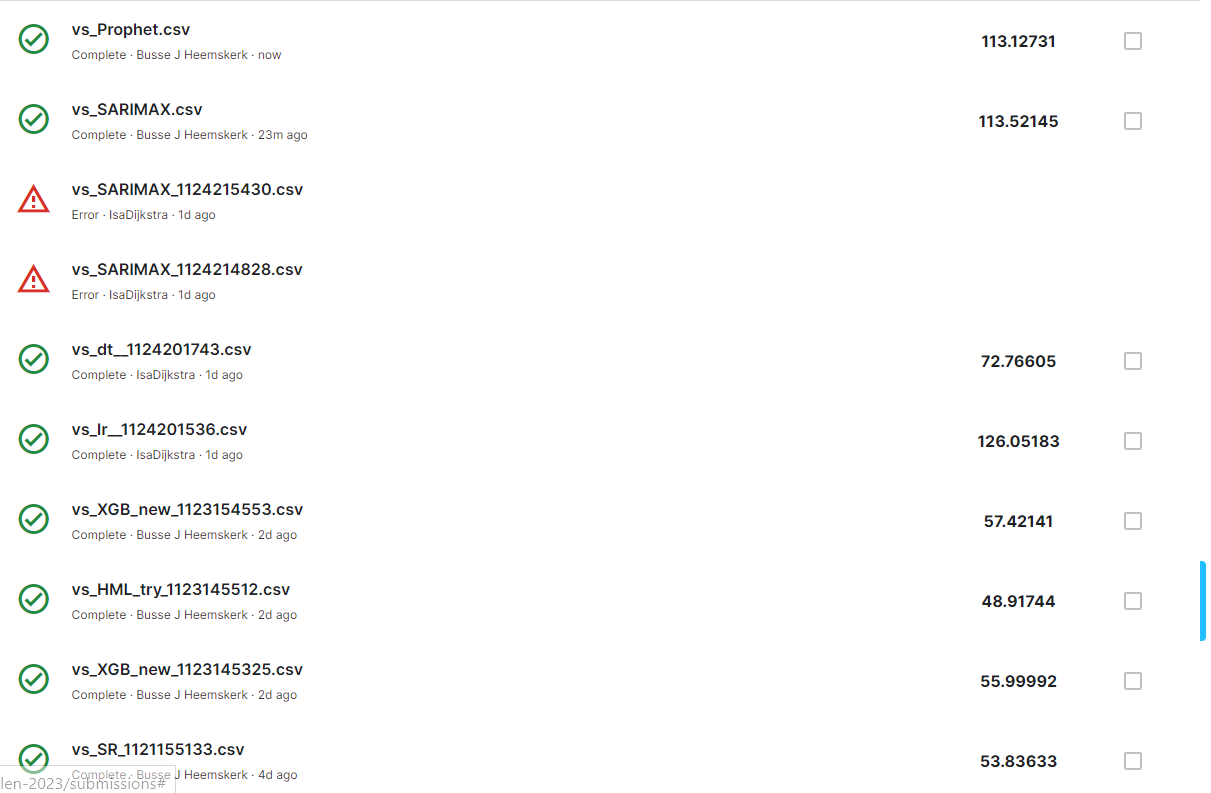 vs_Prophet.csv
Complete · Busse J Heemskerk · now
113.12731
vs_SARIMAX.csv
Complete · Busse J Heemskerk · 23m ago
113.52145
vs_SARIMAX_1124215430.csv
Error · IsaDijkstra · 1d ago
vs_SARIMAX_1124214828.csv
Error · IsaDijkstra · 1d ago
vs_dt__1124201743.csv
Complete · IsaDijkstra · 1d ago
72.76605
vs_lr__1124201536.csv
Complete · IsaDijkstra · 1d ago
126.05183
vs_XGB_new_1123154553.csv
Complete · Busse J Heemskerk · 2d ago
57.42141
vs_HML_try_1123145512.csv
Complete · Busse J Heemskerk · 2d ago
48.91744
vs_XGB_new_1123145325.csv
Complete · Busse J Heemskerk · 2d ago
55.99992
vs_SR_1121155133.csv
Complete · Busse J Heemskerk · 4d ago
53.83633
len-2023/submissions#